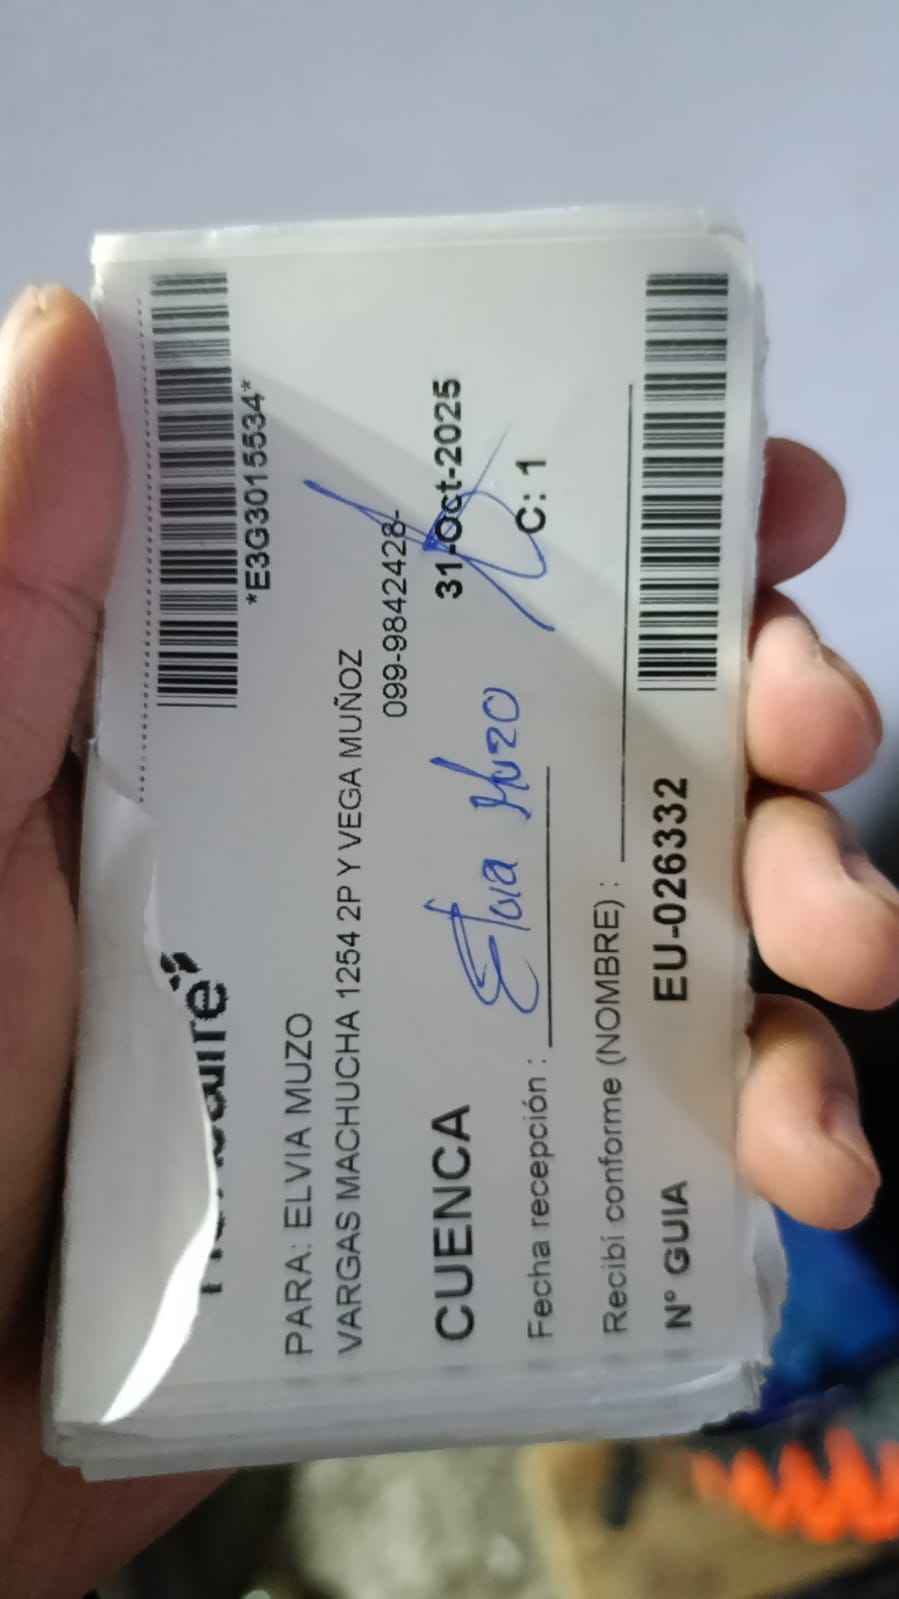 *E3G3015534*
PARA: ELVIA MUZO
VARGAS MACHUCHA 1254 2P Y VEGA MUÑOZ
099-9842428-
CUENCA
31-Oct-2025
Elvia Muzo
Fecha recepción :
C: 1
Recibí conforme (NOMBRE) :
N° GUIA EU-026332